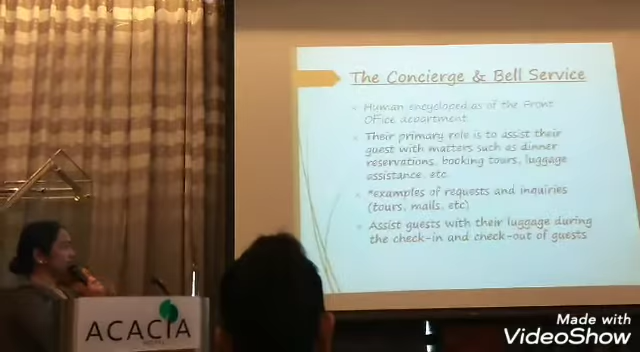 The Concierge & Bell Service
Human encycloped as of the Front
Office department.
Their primary role is to assist their
guest with matters such as dinner
reservations, booking tours, luggage
assistance, etc.
*examples of requests and inquiries
(tours, mails, etc)
Assist guests with their luggage during
the check-in and check-out of guests
ACACIA
Made with
VideoShow